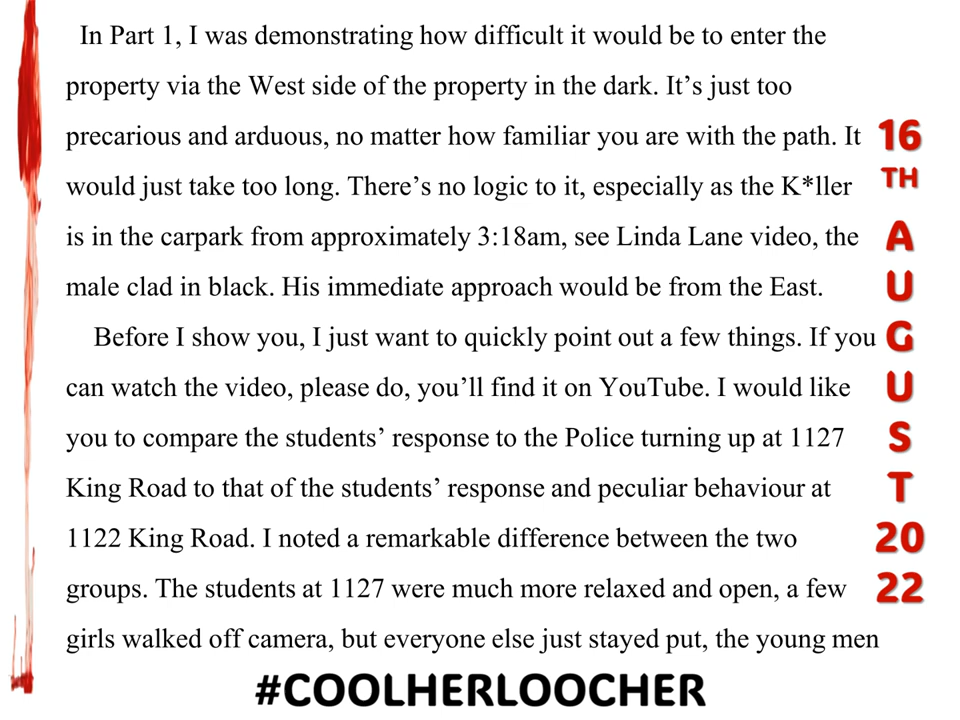 In Part 1, I was demonstrating how difficult it would be to enter the
property via the West side of the property in the dark. It’s just too
precarious and arduous, no matter how familiar you are with the path. It
would just take too long. There’s no logic to it, especially as the K*ller
is in the carpark from approximately 3:18am, see Linda Lane video, the
male clad in black. His immediate approach would be from the East.
Before I show you, I just want to quickly point out a few things. If you
can watch the video, please do, you’ll find it on YouTube. I would like
you to compare the students’ response to the Police turning up at 1127
King Road to that of the students’ response and peculiar behaviour at
1122 King Road. I noted a remarkable difference between the two
groups. The students at 1127 were much more relaxed and open, a few
girls walked off camera, but everyone else just stayed put, the young men
16
TH
A
U
G
U
S
T
20
22
#COOLHERLOOCHER